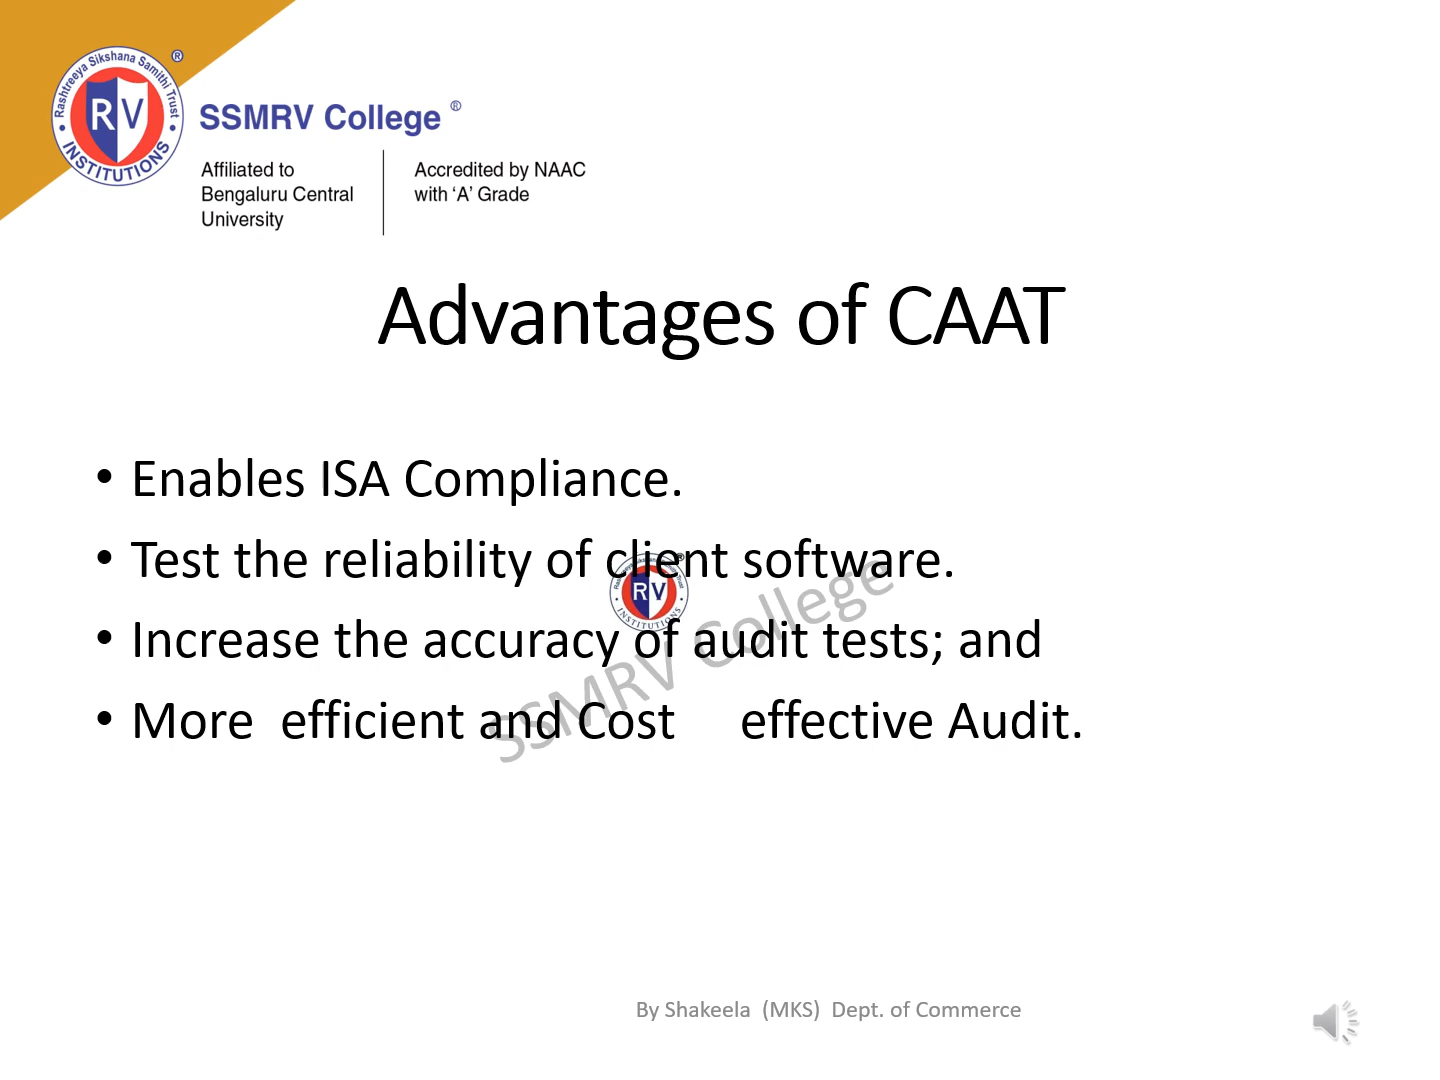 Rashtreeya Sikshana Samithi Trust ®
RV
• INSTITUTIONS •
SSMRV College ®
Affiliated to
Bengaluru Central
University
Accredited by NAAC
with ‘A’ Grade
Advantages of CAAT
• Enables ISA Compliance.
• Test the reliability of client software.
• Increase the accuracy of audit tests; and
• More  efficient and Cost     effective Audit.
RV
INSTITUTIONS
®
SSMRV College
By Shakeela  (MKS)  Dept. of Commerce